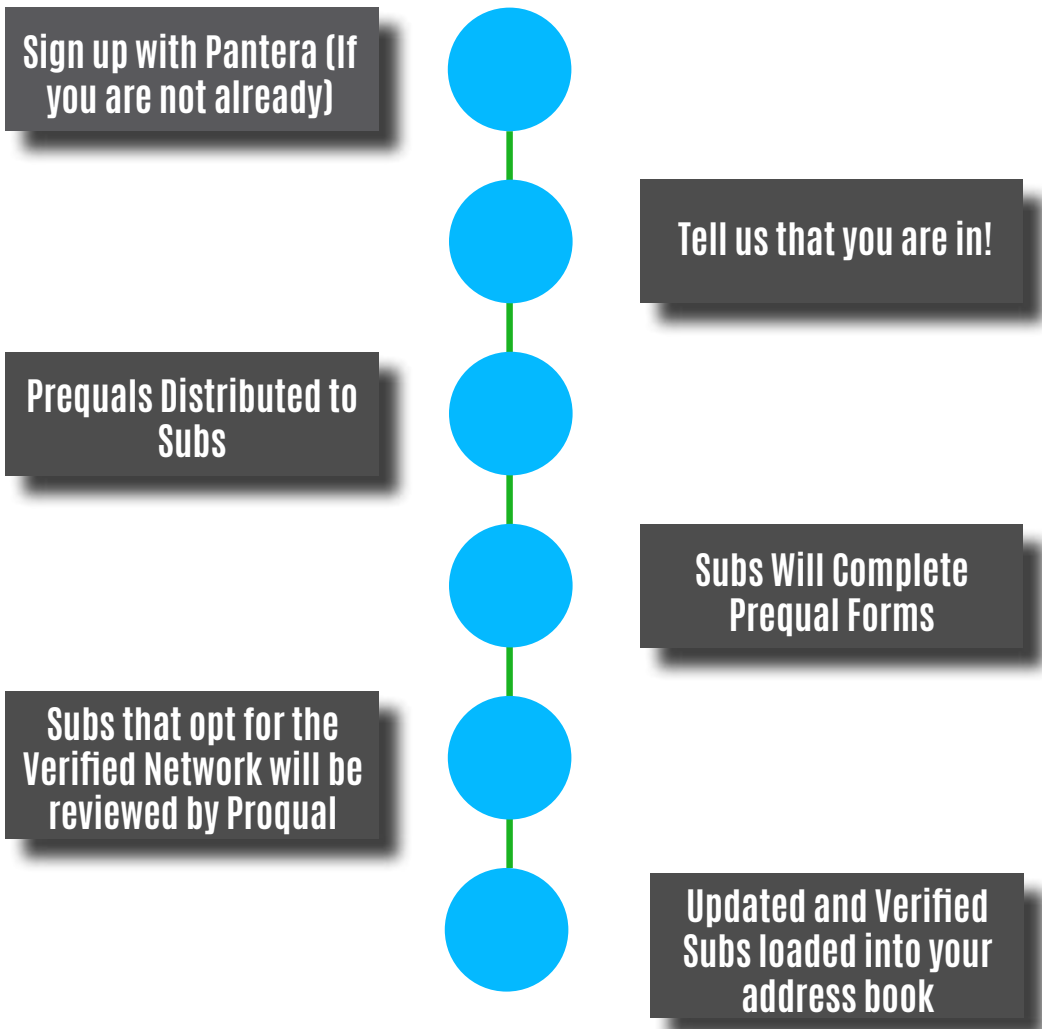 Sign up with Pantera (If
you are not already)
Tell us that you are in!
Prequals Distributed to
Subs
Subs Will Complete
Prequal Forms
Subs that opt for the
Verified Network will be
reviewed by Proqual
Updated and Verified
Subs loaded into your
address book